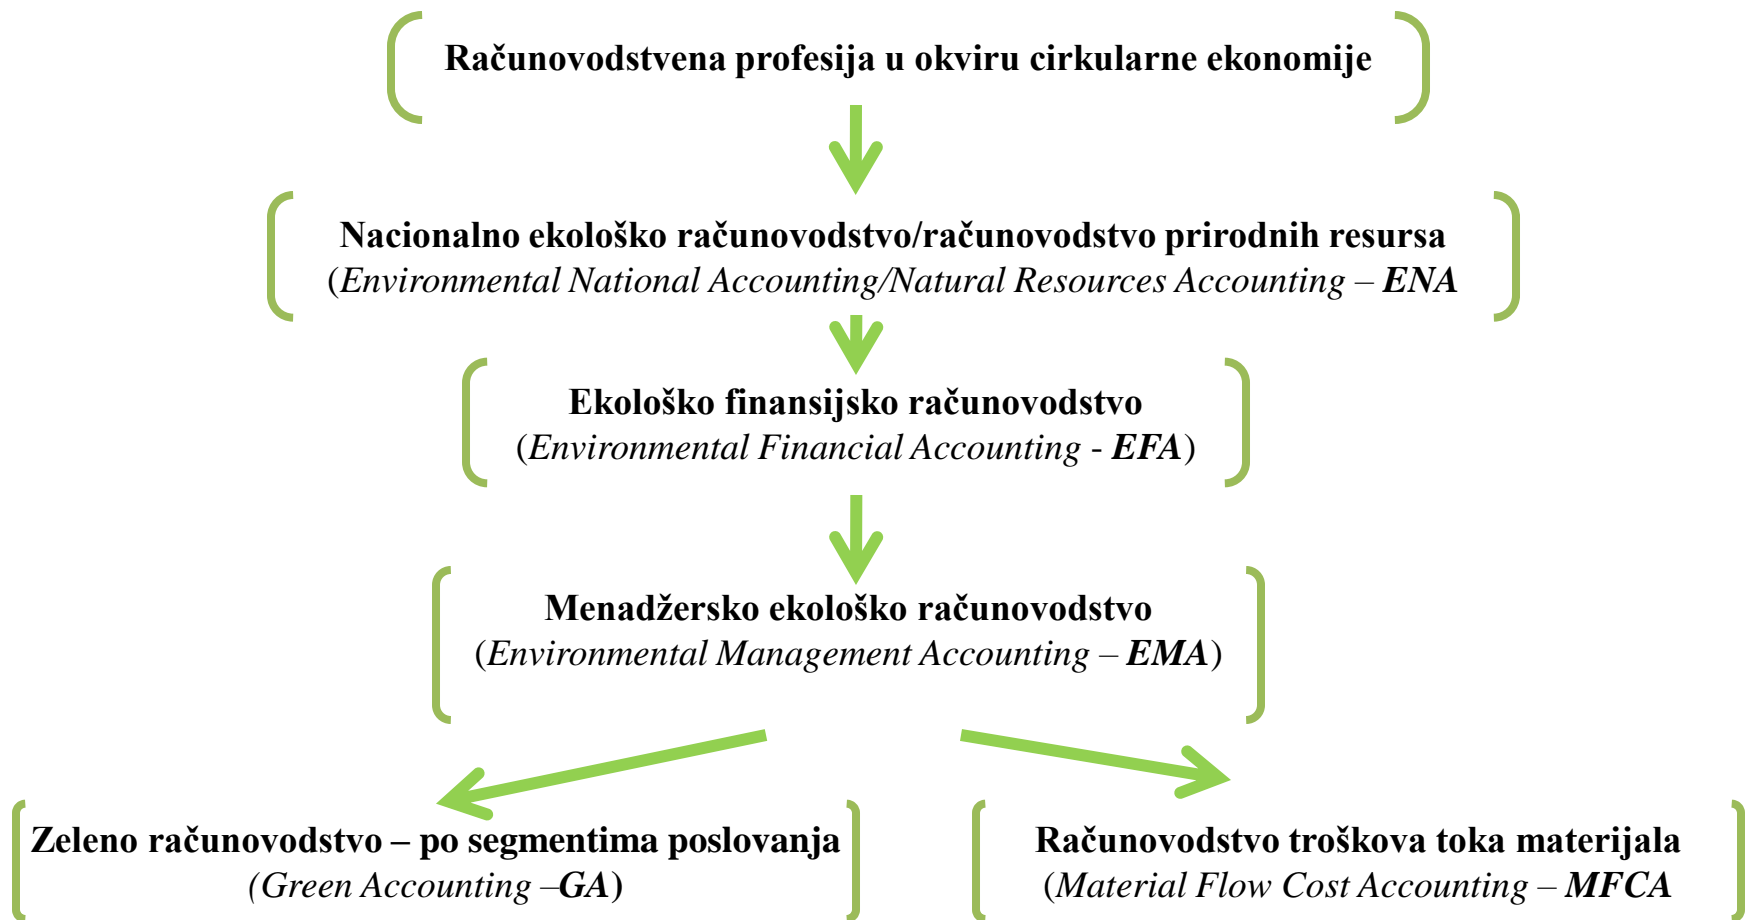 Računovodstvena profesija u okviru cirkularne ekonomije
Nacionalno ekološko računovodstvo/računovodstvo prirodnih resursa
(Environmental National Accounting/Natural Resources Accounting – ENA
Ekološko finansijsko računovodstvo
(Environmental Financial Accounting - EFA)
Menadžersko ekološko računovodstvo
(Environmental Management Accounting – EMA)
Zeleno računovodstvo – po segmentima poslovanja
(Green Accounting –GA)
Računovodstvo troškova toka materijala
(Material Flow Cost Accounting – MFCA